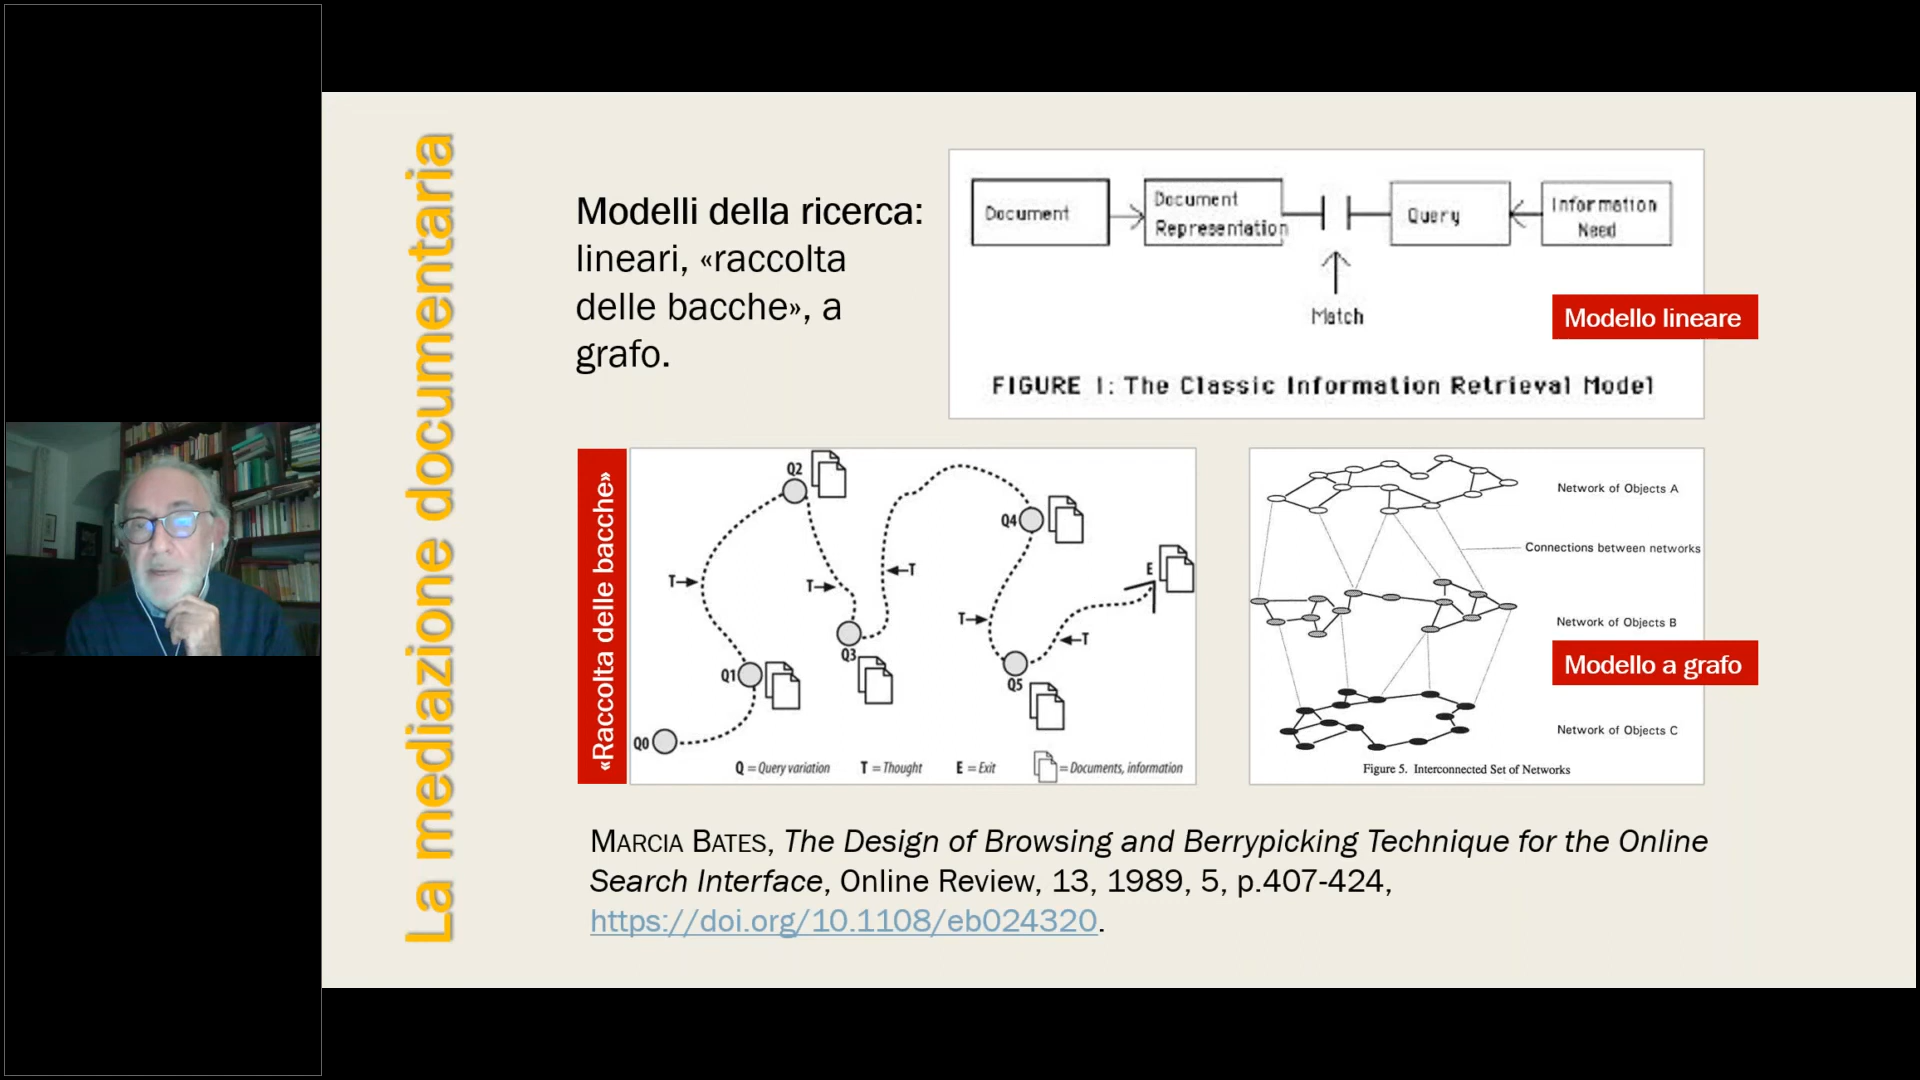 La mediazione documentaria
Modelli della ricerca:
lineari, «raccolta
delle bacche», a
grafo.
Document
Document
Representation
Query
Information
Need
Match
Modello lineare
FIGURE 1: The Classic Information Retrieval Model
«Raccolta delle bacche»
Q2
Q4
T
T
T
E
T
T
Q3
Q1
Q5
Q0
Q = Query variation T = Thought E = Exit = Documents, information
Network of Objects A
Connections between networks
Network of Objects B
Modello a grafo
Network of Objects C
Figure 5. Interconnected Set of Networks
MARCIA BATES, The Design of Browsing and Berrypicking Technique for the Online
Search Interface, Online Review, 13, 1989, 5, p.407-424,
https://doi.org/10.1108/eb024320.